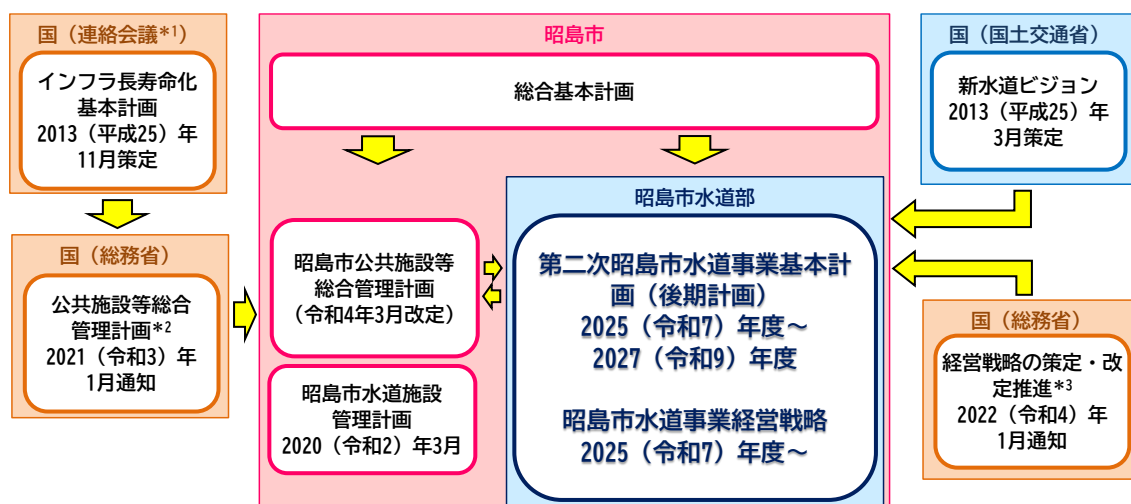 国（連絡会議*1）
インフラ長寿命化
基本計画
2013（平成25）年
11月策定
国（総務省）
公共施設等総合
管理計画*2
2021（令和3）年
1月通知
昭島市
総合基本計画
昭島市公共施設等
総合管理計画
（令和4年3月改定）
昭島市水道施設
管理計画
2020（令和2）年3月
昭島市水道部
第二次昭島市水道事業基本計
画（後期計画）
2025（令和7）年度～
2027（令和9）年度
昭島市水道事業経営戦略
2025（令和7）年度～
国（国土交通省）
新水道ビジョン
2013（平成25）年
3月策定
国（総務省）
経営戦略の策定・改
定推進*3
2022（令和4）年
1月通知